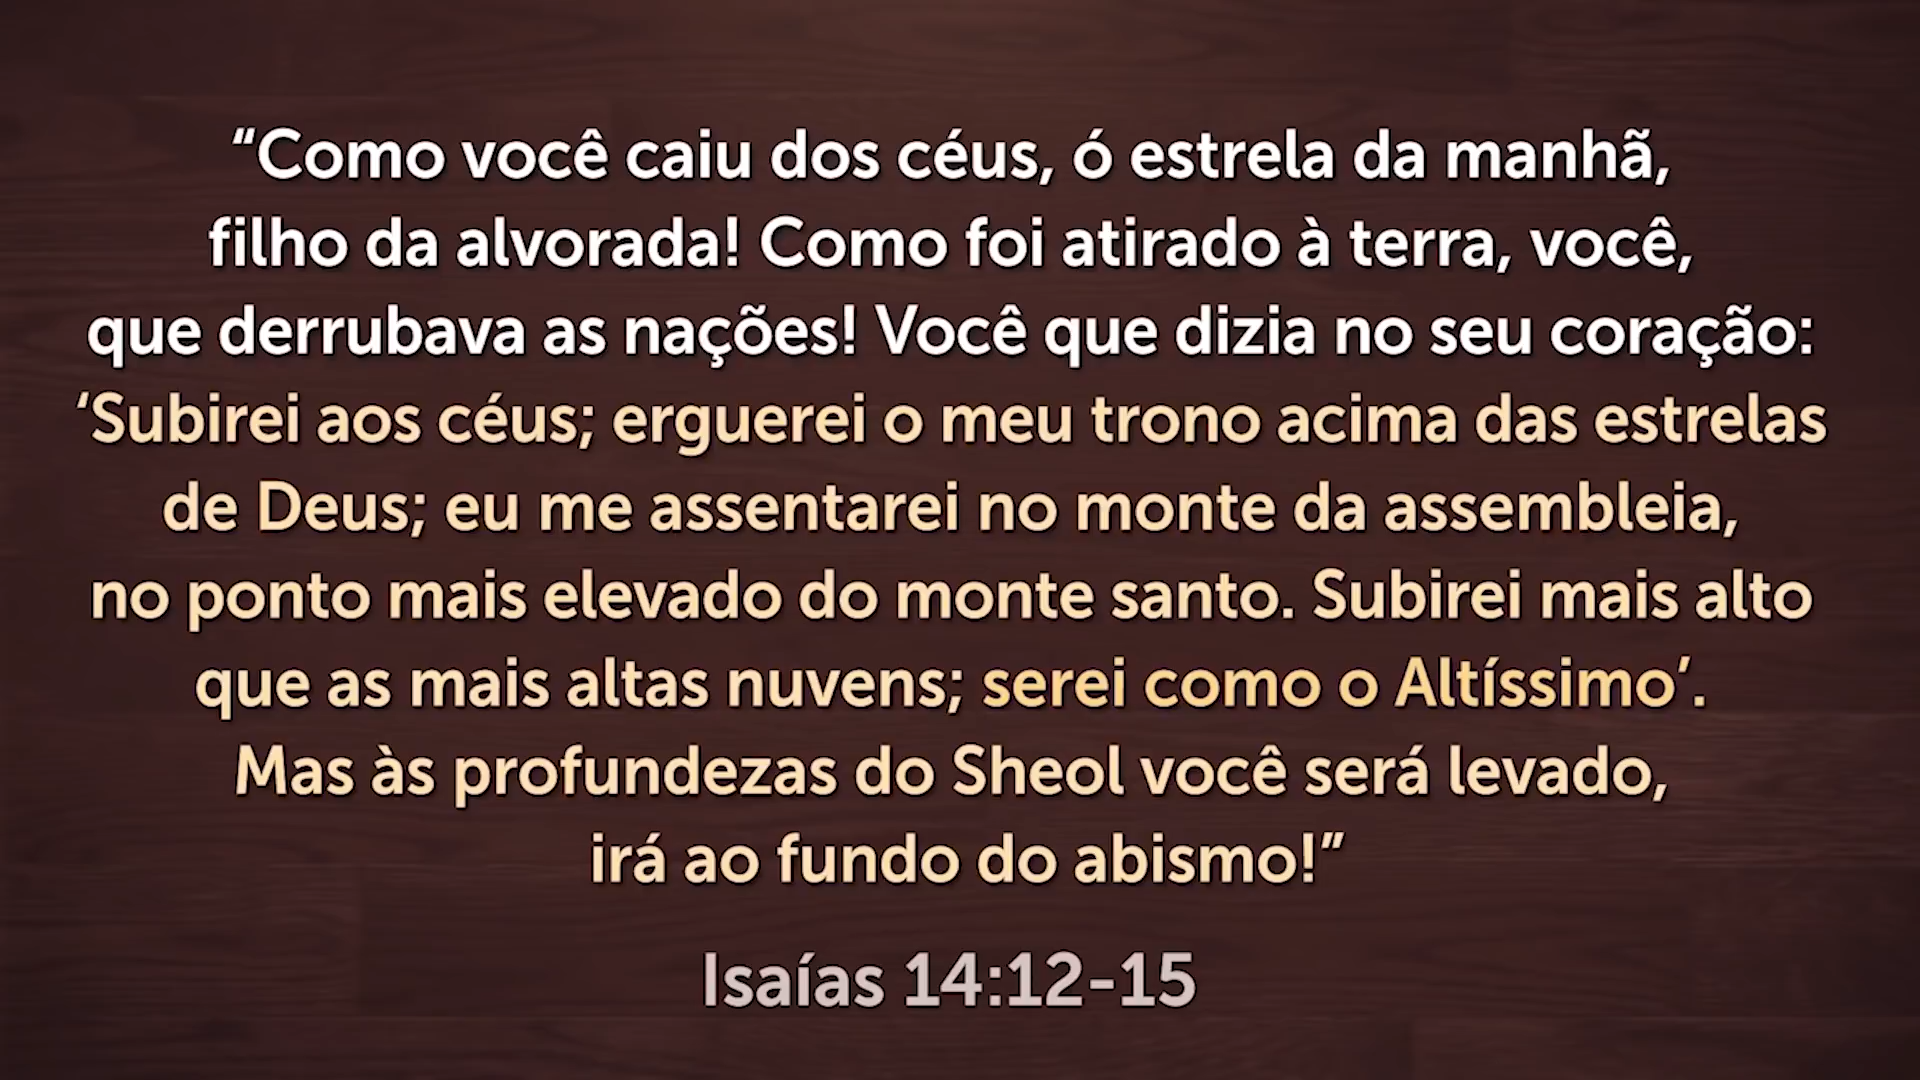 “Como você caiu dos céus, ó estrela da manhã,
filho da alvorada! Como foi atirado à terra, você,
que derrubava as nações! Você que dizia no seu coração:
‘Subirei aos céus; erguerei o meu trono acima das estrelas
de Deus; eu me assentarei no monte da assembleia,
no ponto mais elevado do monte santo. Subirei mais alto
que as mais altas nuvens; serei como o Altíssimo’.
Mas às profundezas do Sheol você será levado,
irá ao fundo do abismo!”
Isaías 14:12-15